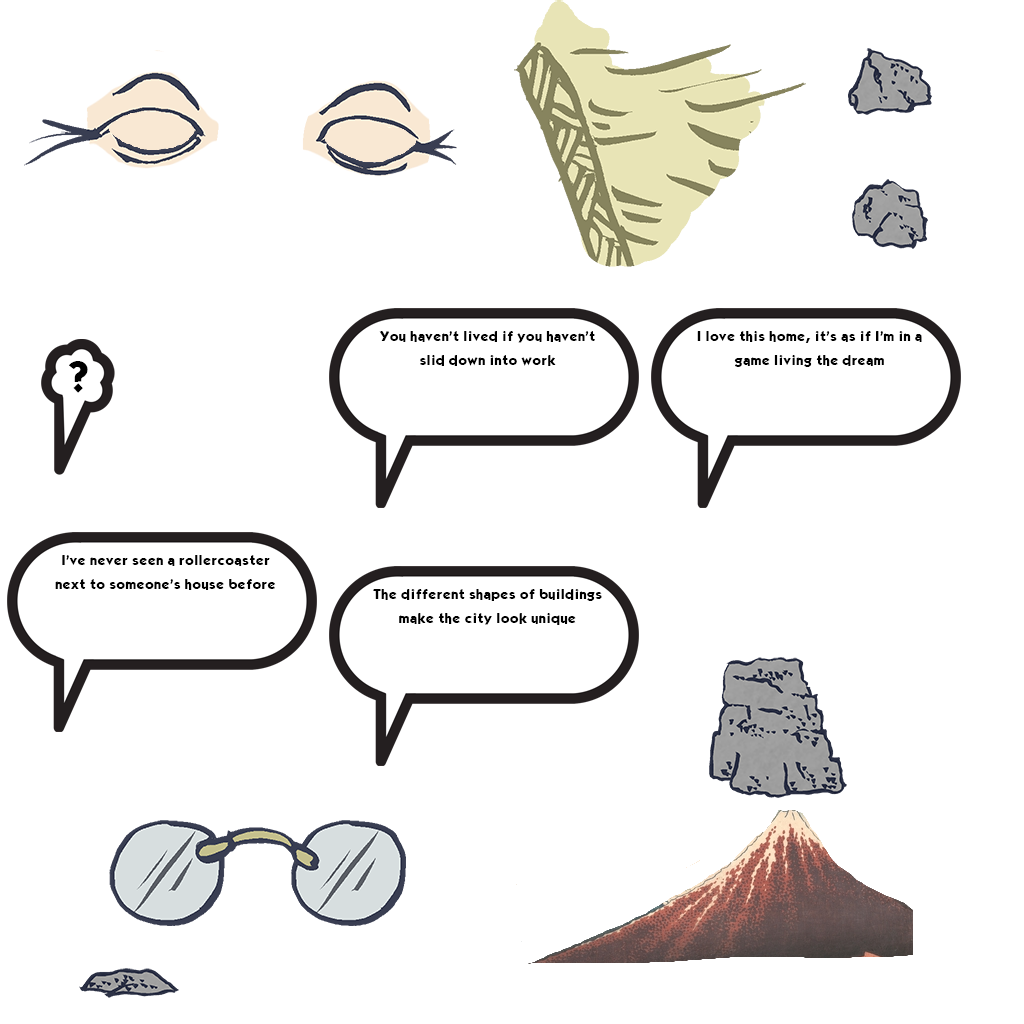 ?
You haven't lived if you haven't
slid down into work
I love this home, it's as if I'm in a
game living the dream
I've never seen a rollercoaster
next to someone's house before
The different shapes of buildings
make the city look unique